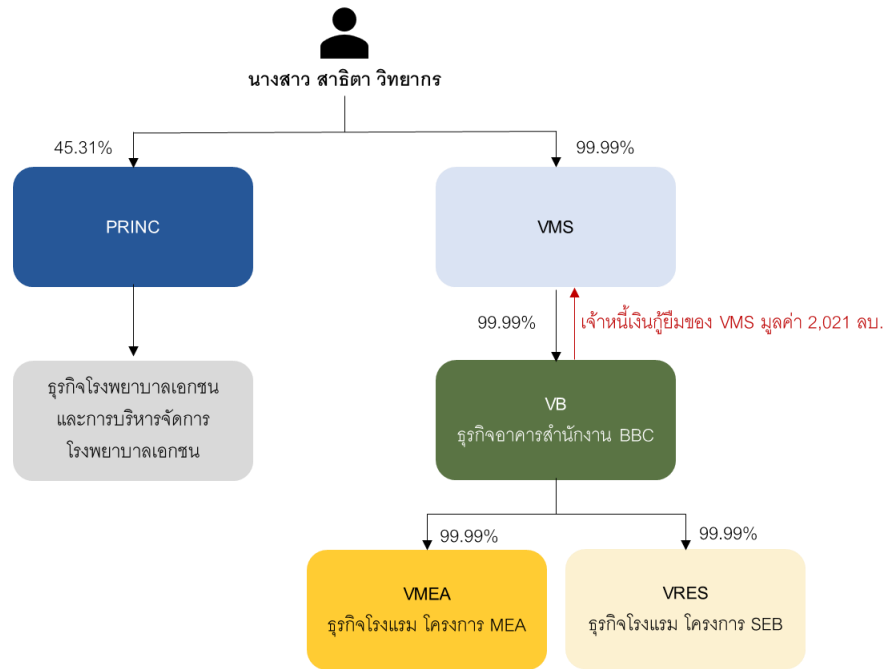 นางสาว สาธิตา วิทยากร
45.31%
99.99%
PRINC
VMS
99.99%
เจ้าหนี้เงินกู้ยืมของ VMS มูลค่า 2,021 ลบ.
ธุรกิจโรงพยาบาลเอกชน
และการบริหารจัดการ
โรงพยาบาลเอกชน
VB
ธุรกิจอาคารสำนักงาน BBC
99.99%
99.99%
VMEA
ธุรกิจโรงแรม โครงการ MEA
VRES
ธุรกิจโรงแรม โครงการ SEB